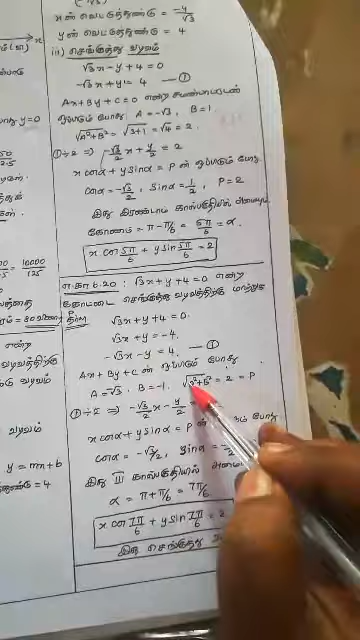 x ன் வெட்டுத்துண்டு = -4/√3
y ன் வெட்டுத்துண்டு = 4
iii) செங்குத்து வடிவம்
√3x - y + 4 = 0
-√3x + y = 4 — ①
Ax + By + C = 0 என்ற சமன்பாட்டுடன்
ஒப்பிடும் போது A = -√3, B = 1.
√A²+B² = √3+1 = √4 = 2.
① ÷ 2 => -√3/2 x + y/2 = 2
x cosα + y sinα = P ன் ஒப்பிடும் போது
cosα = -√3/2, sinα = 1/2, P = 2
இது இரண்டாம் கால்பகுதியில் அமையும்
கோணம் = π - π/6 = 5π/6 = α.
x cos 5π/6 + y sin 5π/6 = 2
எ.கா 6.20: √3x + y + 4 = 0 என்ற
கோட்டை செங்குத்து வடிவத்திற்கு மாற்றுக
தீர்வு
√3x + y + 4 = 0.
√3x + y = -4.
-√3x - y = 4. — ①
Ax + By + C ன் ஒப்பிடும் போது
A = -√3, B = -1. √A²+B² = 2 = P
① ÷ 2 => -√3/2 x - y/2 =
x cosα + y sinα = P ன் போது
cosα = -√3/2, sinα =
இது III கால்பகுதியில்
α = π + π/6 = 7π/6
x cos 7π/6 + y sin 7π/6 = 2
இது செங்குத்து
y = mx + b
வடிவம்
என்ற
= 10000/125
y = 0